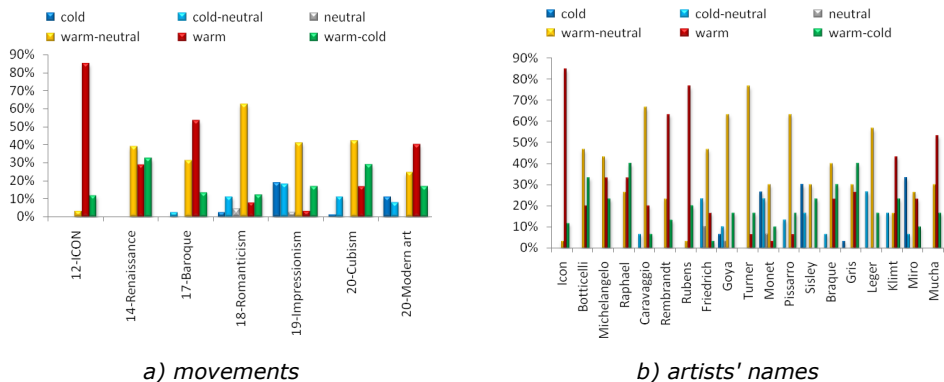 cold cold-neutral neutral
warm-neutral warm warm-cold
90%
80%
70%
60%
50%
40%
30%
20%
10%
0%
12-ICON
14-Renaissance
17-Baroque
18-Romanticism
19-Impressionism
20-Cubism
20-Modern art
a) movements
cold cold-neutral neutral
warm-neutral warm warm-cold
90%
80%
70%
60%
50%
40%
30%
20%
10%
0%
Icon
Botticelli
Michelangelo
Raphael
Caravaggio
Rembrandt
Rubens
Friedrich
Goya
Turner
Monet
Pissarro
Sisley
Braque
Gris
Leger
Klimt
Miro
Mucha
b) artists' names